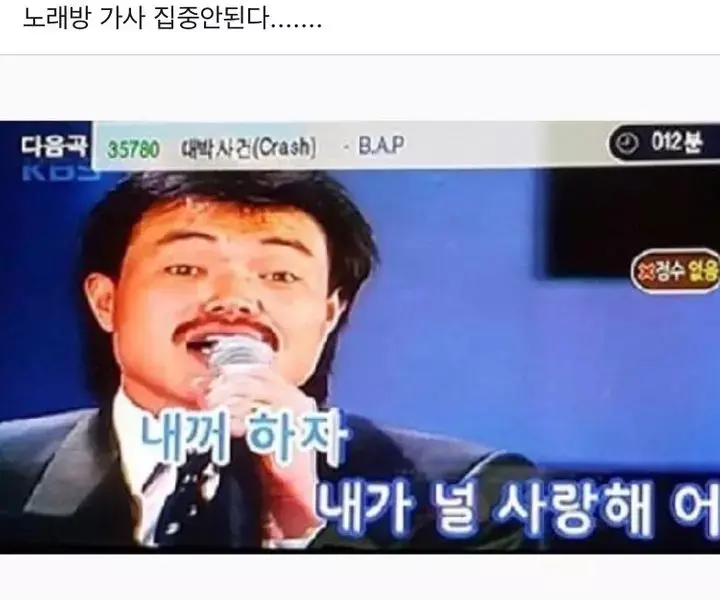 노래방 가사 집중안된다.......
다음곡 35780 대박사건(Crash) - B.A.P 012분
KBS
×점수 없음
내꺼 하자
내가 널 사랑해 어